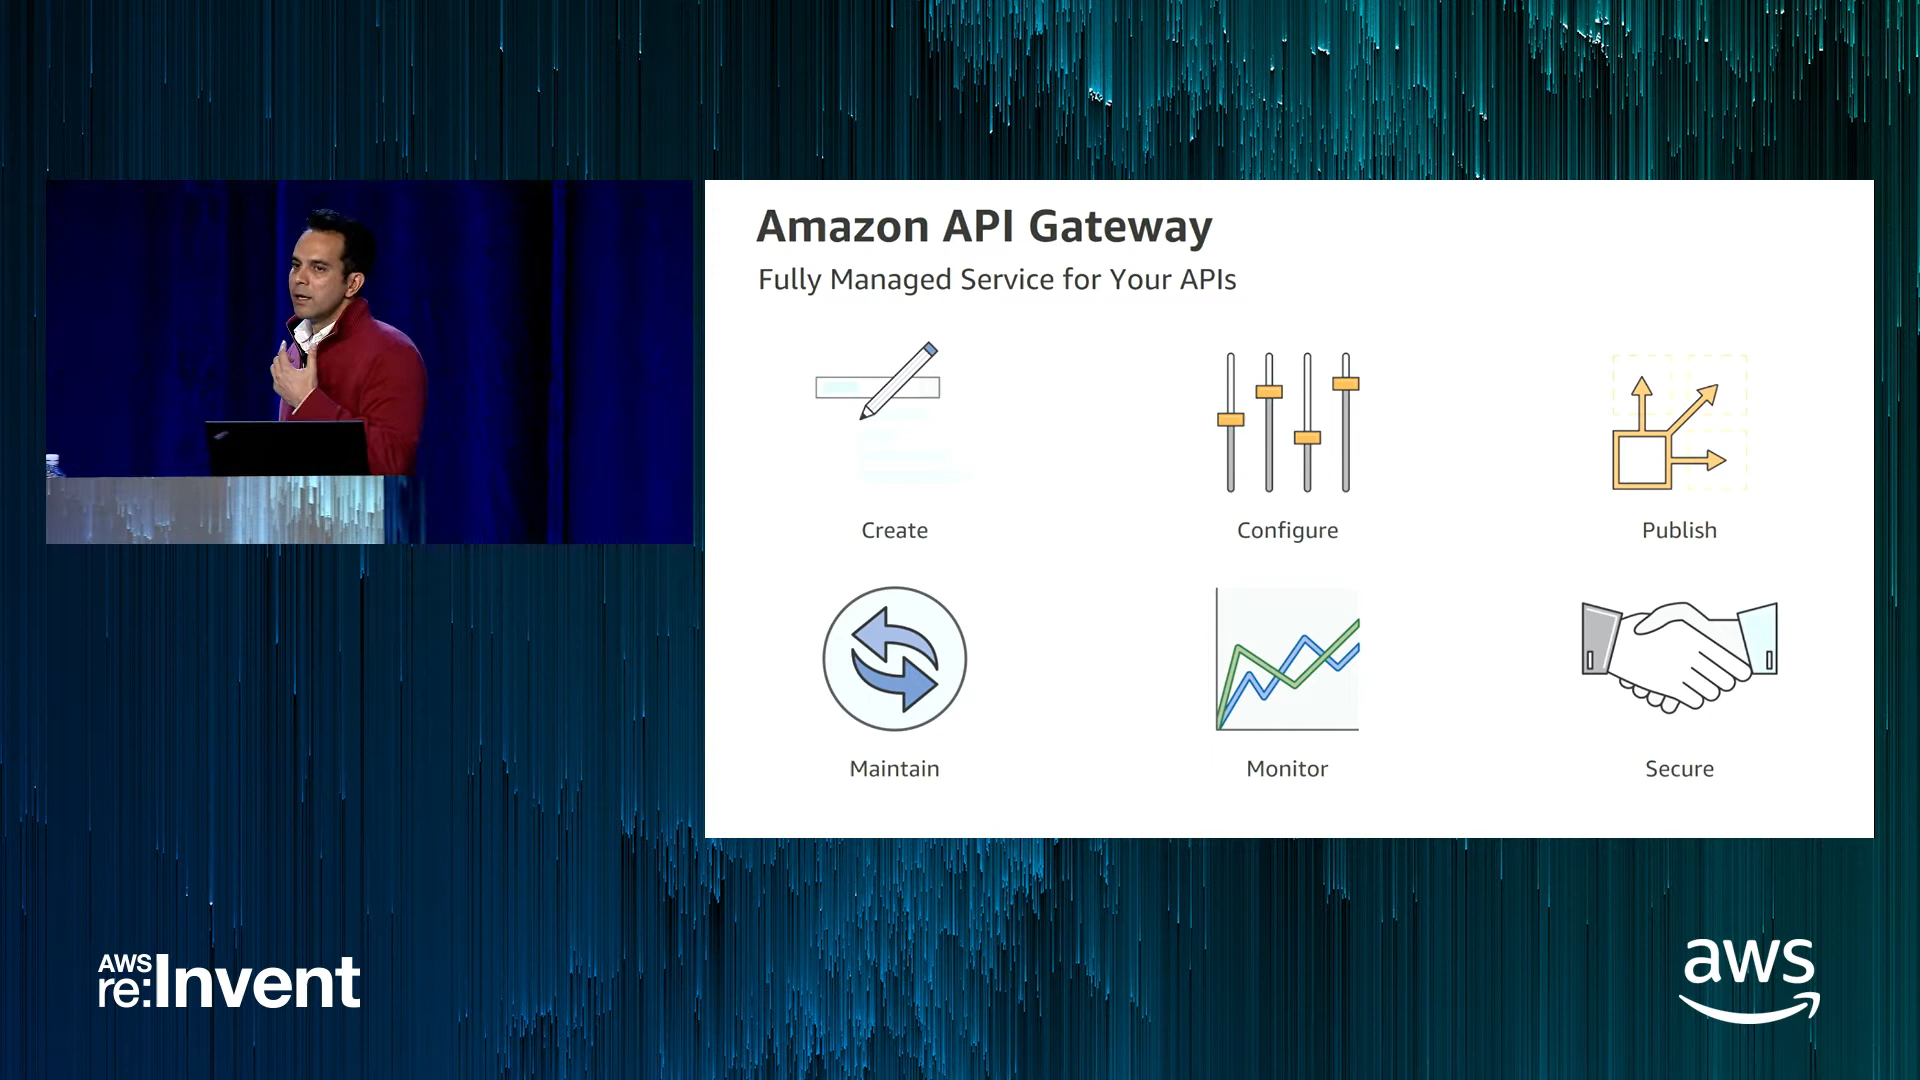 Amazon API Gateway
Fully Managed Service for Your APIs
Create
Configure
Publish
Maintain
Monitor
Secure
AWS
re:Invent
aws